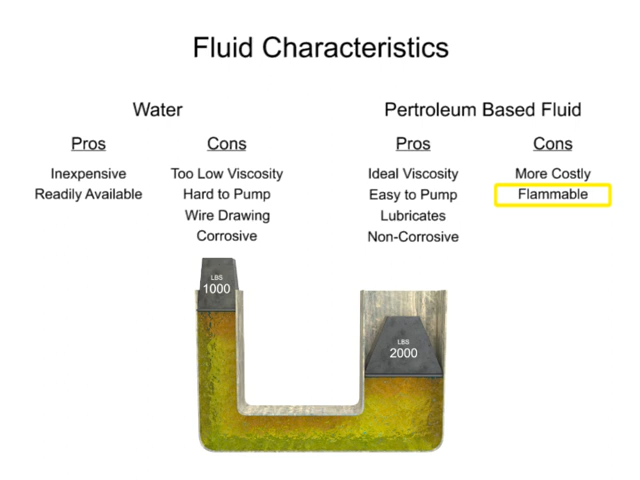 Fluid Characteristics
Water
Pertroleum Based Fluid
Pros
Cons
Pros
Cons
Inexpensive
Readily Available
Too Low Viscosity
Hard to Pump
Wire Drawing
Corrosive
Ideal Viscosity
Easy to Pump
Lubricates
Non-Corrosive
More Costly
Flammable
LBS
1000
LBS
2000